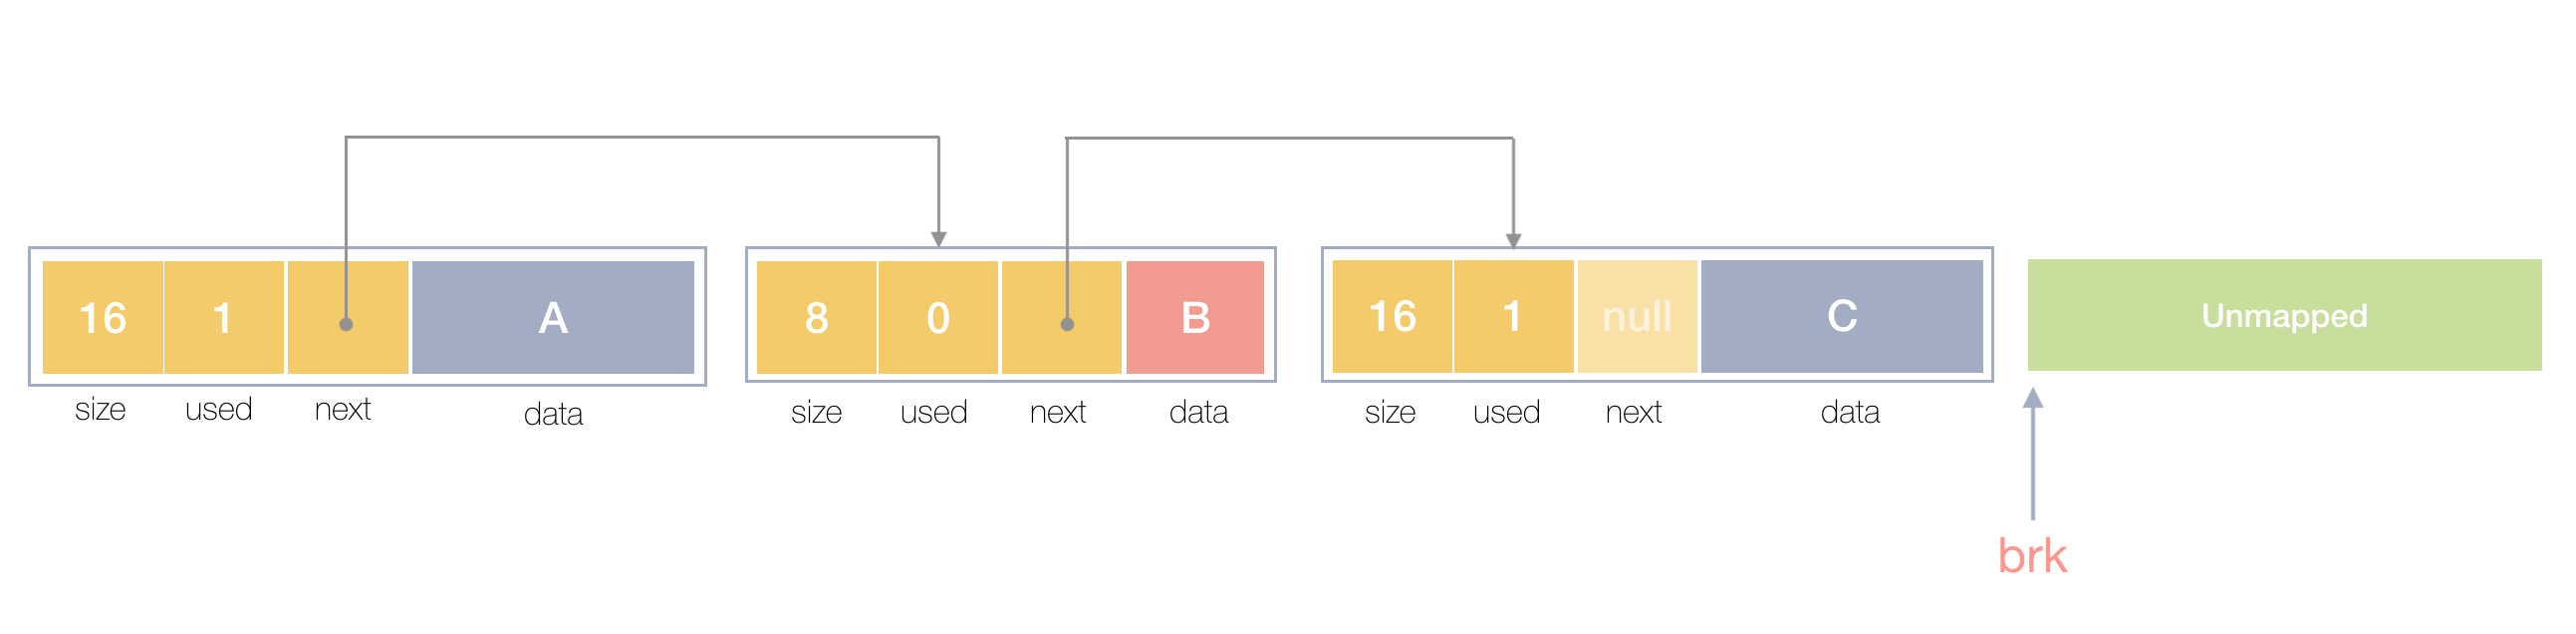 16 1 A
size used next data
8 0 B
size used next data
16 1 null C
size used next data
Unmapped
brk